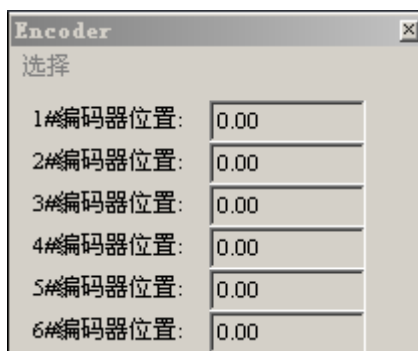 Encoder
选择
1#编码器位置: 0.00
2#编码器位置: 0.00
3#编码器位置: 0.00
4#编码器位置: 0.00
5#编码器位置: 0.00
6#编码器位置: 0.00